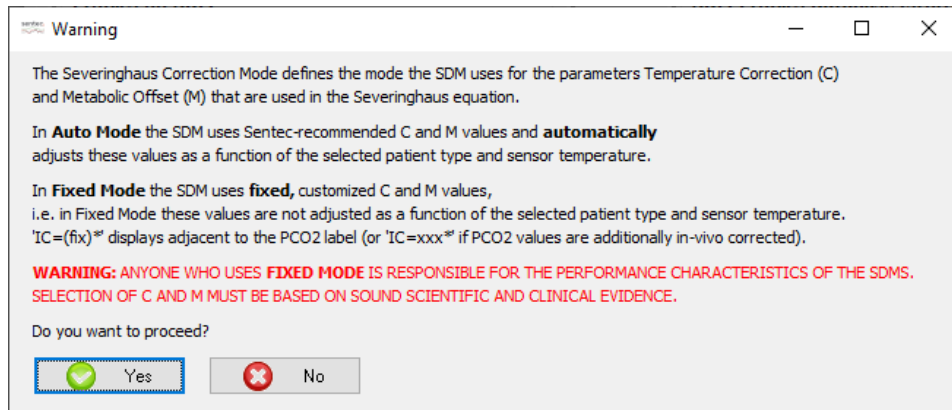 sentec
Warning
The Severinghaus Correction Mode defines the mode the SDM uses for the parameters Temperature Correction (C)
and Metabolic Offset (M) that are used in the Severinghaus equation.
In Auto Mode the SDM uses Sentec-recommended C and M values and automatically
adjusts these values as a function of the selected patient type and sensor temperature.
In Fixed Mode the SDM uses fixed, customized C and M values,
i.e. in Fixed Mode these values are not adjusted as a function of the selected patient type and sensor temperature.
'IC=(fix)*' displays adjacent to the PCO2 label (or 'IC=xxx*' if PCO2 values are additionally in-vivo corrected).
WARNING: ANYONE WHO USES FIXED MODE IS RESPONSIBLE FOR THE PERFORMANCE CHARACTERISTICS OF THE SDMS.
SELECTION OF C AND M MUST BE BASED ON SOUND SCIENTIFIC AND CLINICAL EVIDENCE.
Do you want to proceed?
Yes
No